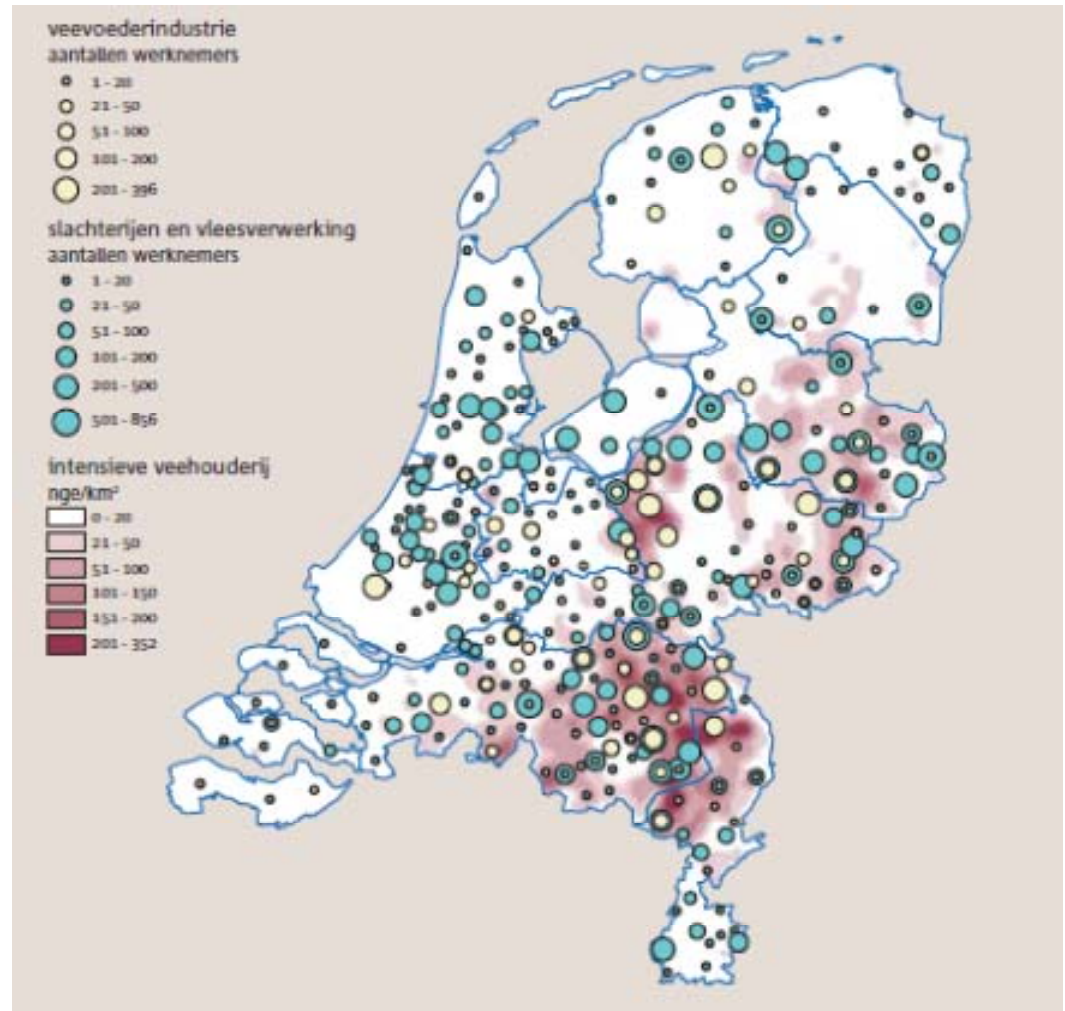 veevoederindustrie
aantallen werknemers
1 - 20
21 - 50
51 - 100
101 - 200
201 - 396
slachterijen en vleesverwerking
aantallen werknemers
1 - 20
21 - 50
51 - 100
101 - 200
201 - 500
501 - 856
intensieve veehouderij
nge/km²
0 - 20
21 - 50
51 - 100
101 - 150
151 - 200
201 - 352